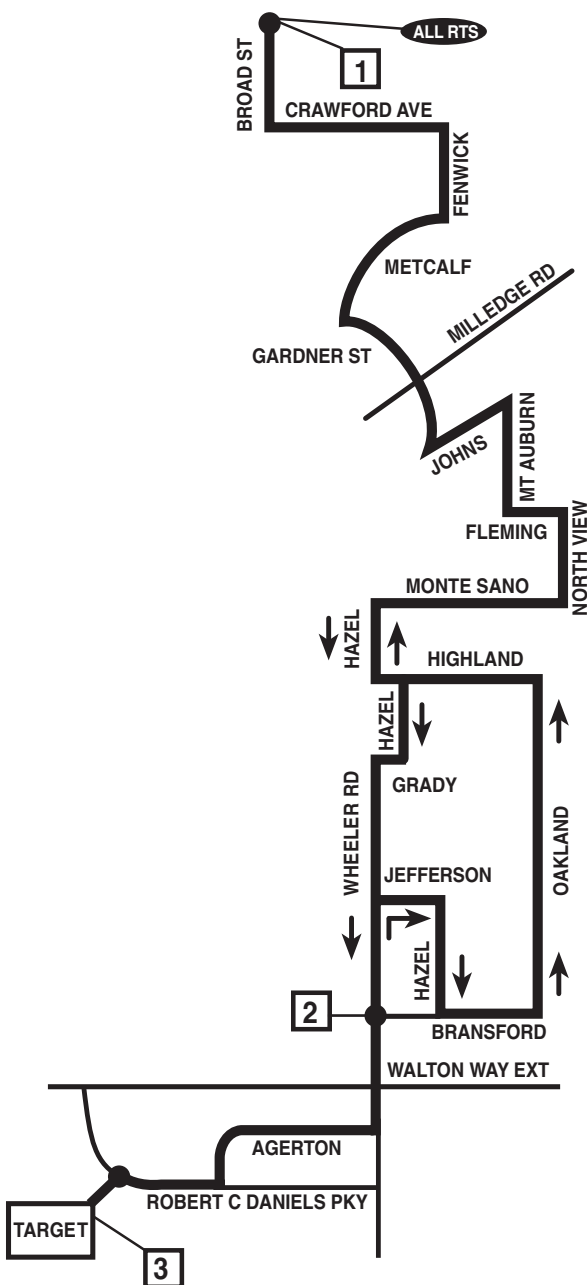 ALL RTS
1
BROAD ST
CRAWFORD AVE
FENWICK
METCALF
MILLEDGE RD
GARDNER ST
JOHNS
MT AUBURN
FLEMING
NORTH VIEW
MONTE SANO
HAZEL
HIGHLAND
HAZEL
GRADY
WHEELER RD
OAKLAND
JEFFERSON
HAZEL
2
BRANSFORD
WALTON WAY EXT
AGERTON
ROBERT C DANIELS PKY
TARGET
3